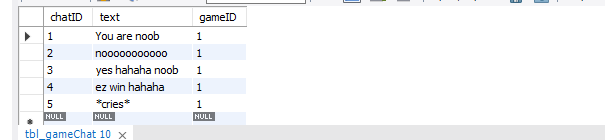 chatID text gameID
1 You are noob 1
2 nooooooooooo 1
3 yes hahaha noob 1
4 ez win hahaha 1
5 *cries* 1
NULL NULL NULL
tbl_gameChat 10